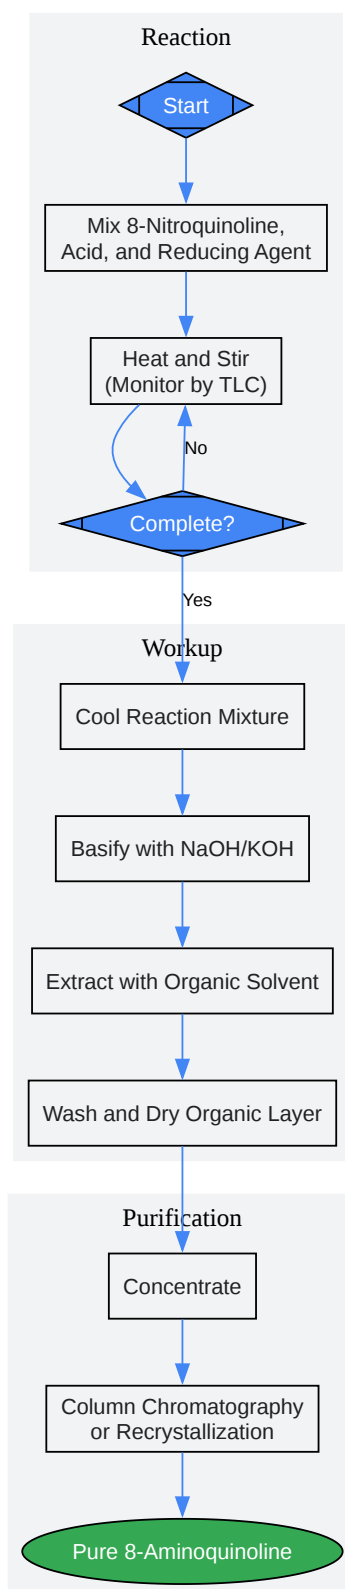 Reaction
Start
Mix 8-Nitroquinoline,
Acid, and Reducing Agent
Heat and Stir
(Monitor by TLC)
No
Complete?
Yes
Workup
Cool Reaction Mixture
Basify with NaOH/KOH
Extract with Organic Solvent
Wash and Dry Organic Layer
Purification
Concentrate
Column Chromatography
or Recrystallization
Pure 8-Aminoquinoline